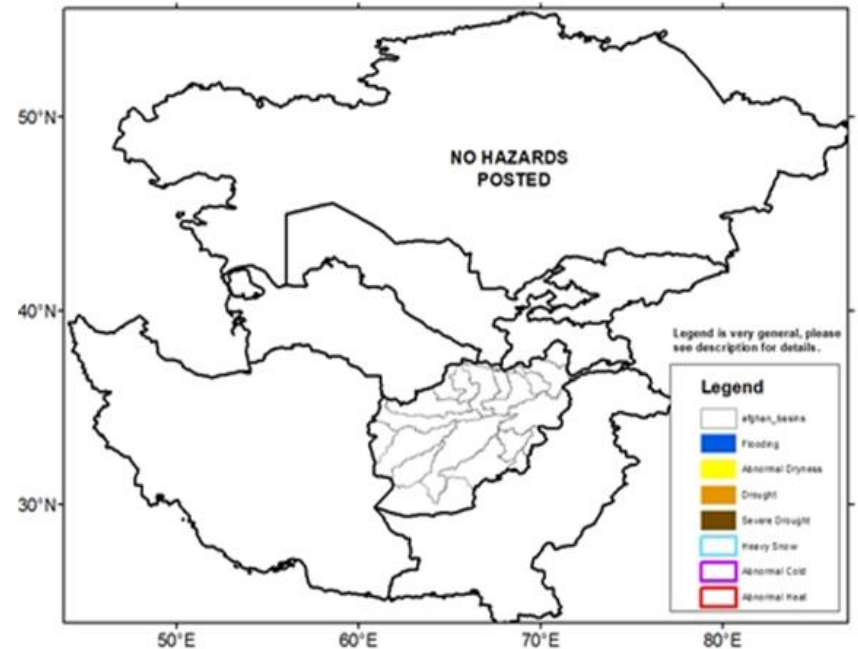 50°N
NO HAZARDS
POSTED
40°N
Legend is very general, please
see description for details.
Legend
afghan_basins
Flooding
Abnormal Dryness
Drought
Severe Drought
Heavy Snow
Abnormal Cold
Abnormal Heat
30°N
50°E 60°E 70°E 80°E